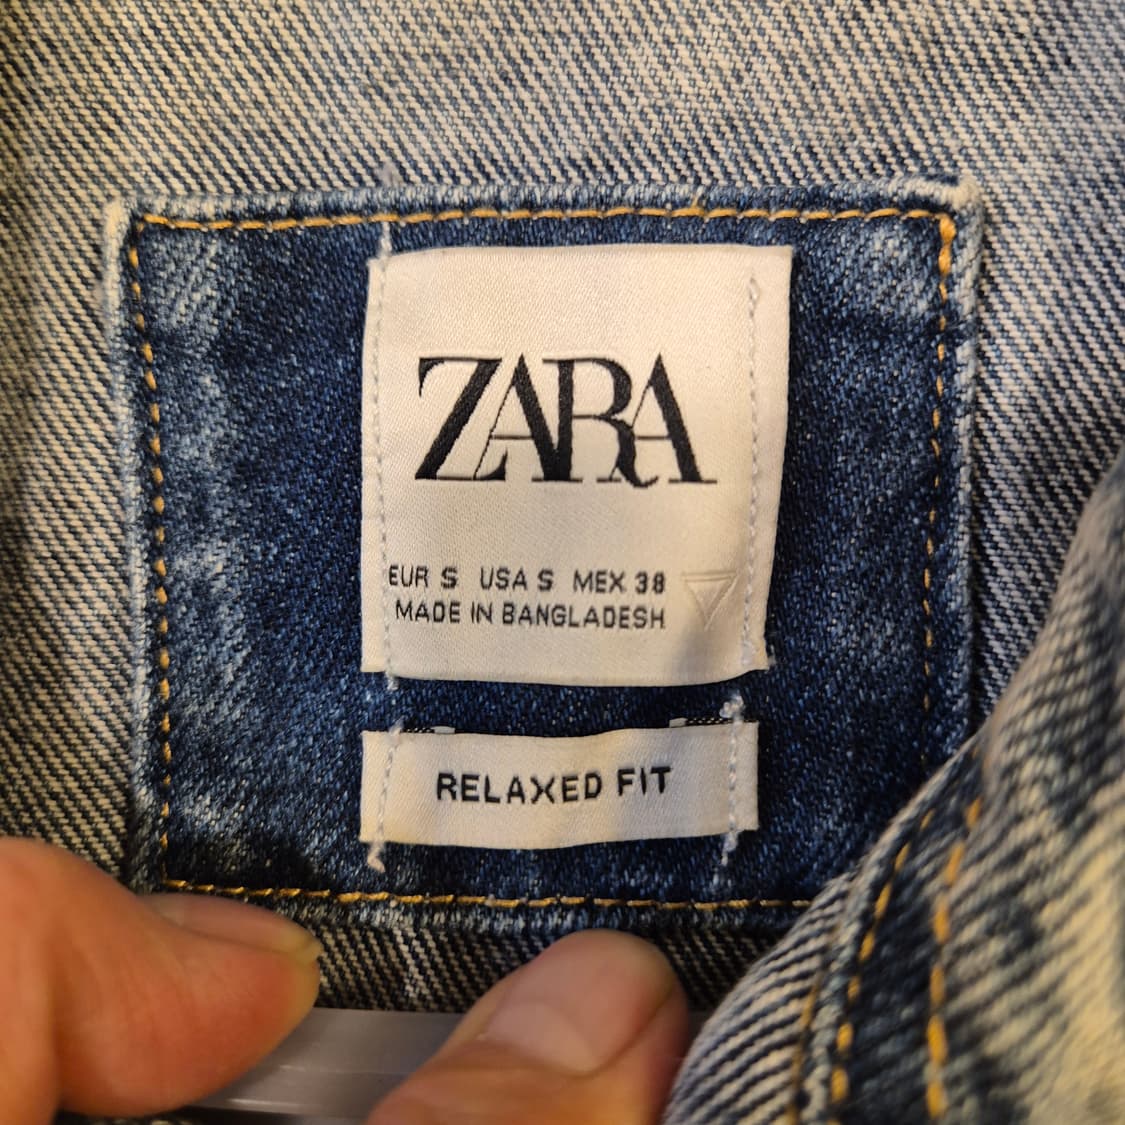 ZARA
EUR S USA S MEX 38
MADE IN BANGLADESH
RELAXED FIT